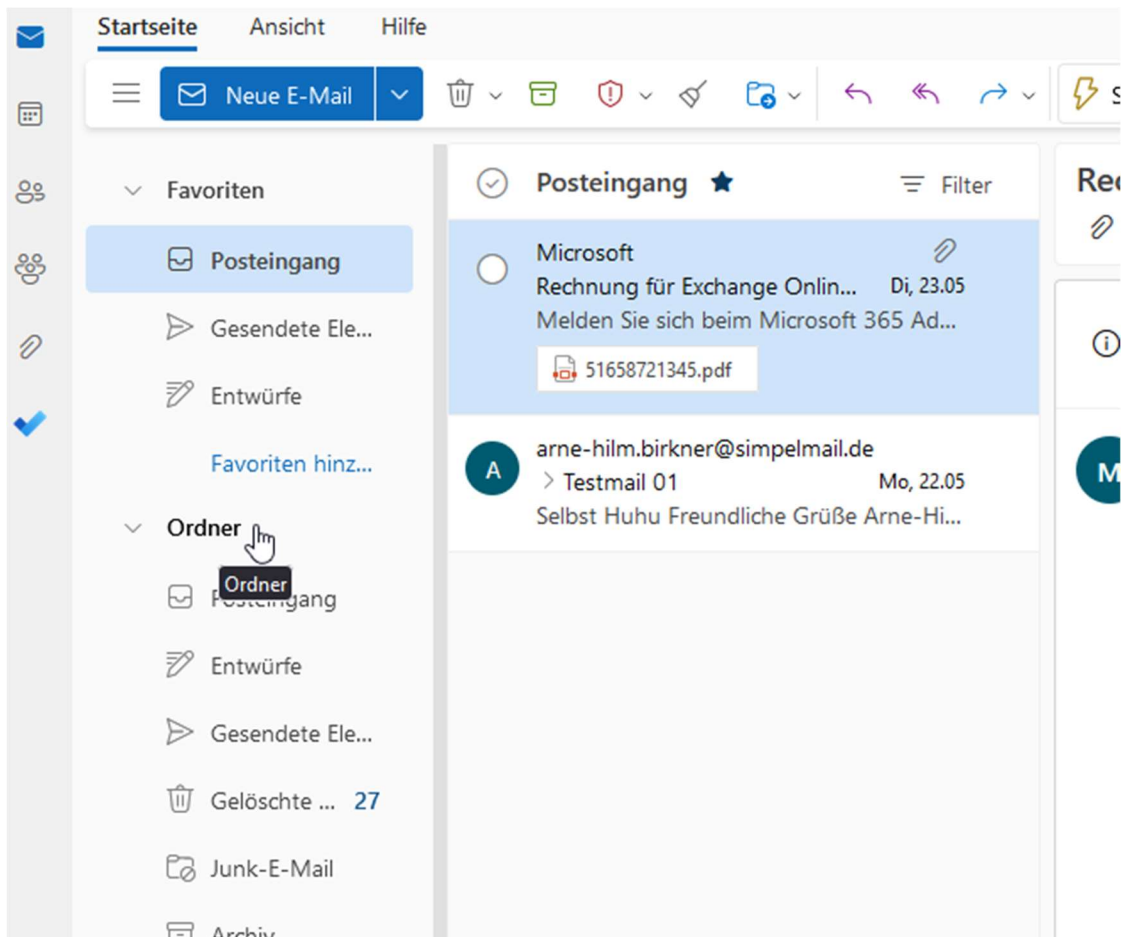 Startseite Ansicht Hilfe
Neue E-Mail
Favoriten
Posteingang
Gesendete Ele...
Entwürfe
Favoriten hinz...
Ordner
Ordner
Posteingang
Entwürfe
Gesendete Ele...
Gelöschte ... 27
Junk-E-Mail
Archiv
Posteingang Filter
Microsoft
Rechnung für Exchange Onlin... Di, 23.05
Melden Sie sich beim Microsoft 365 Ad...
51658721345.pdf
A
arne-hilm.birkner@simpelmail.de
> Testmail 01 Mo, 22.05
Selbst Huhu Freundliche Grüße Arne-Hi...
M